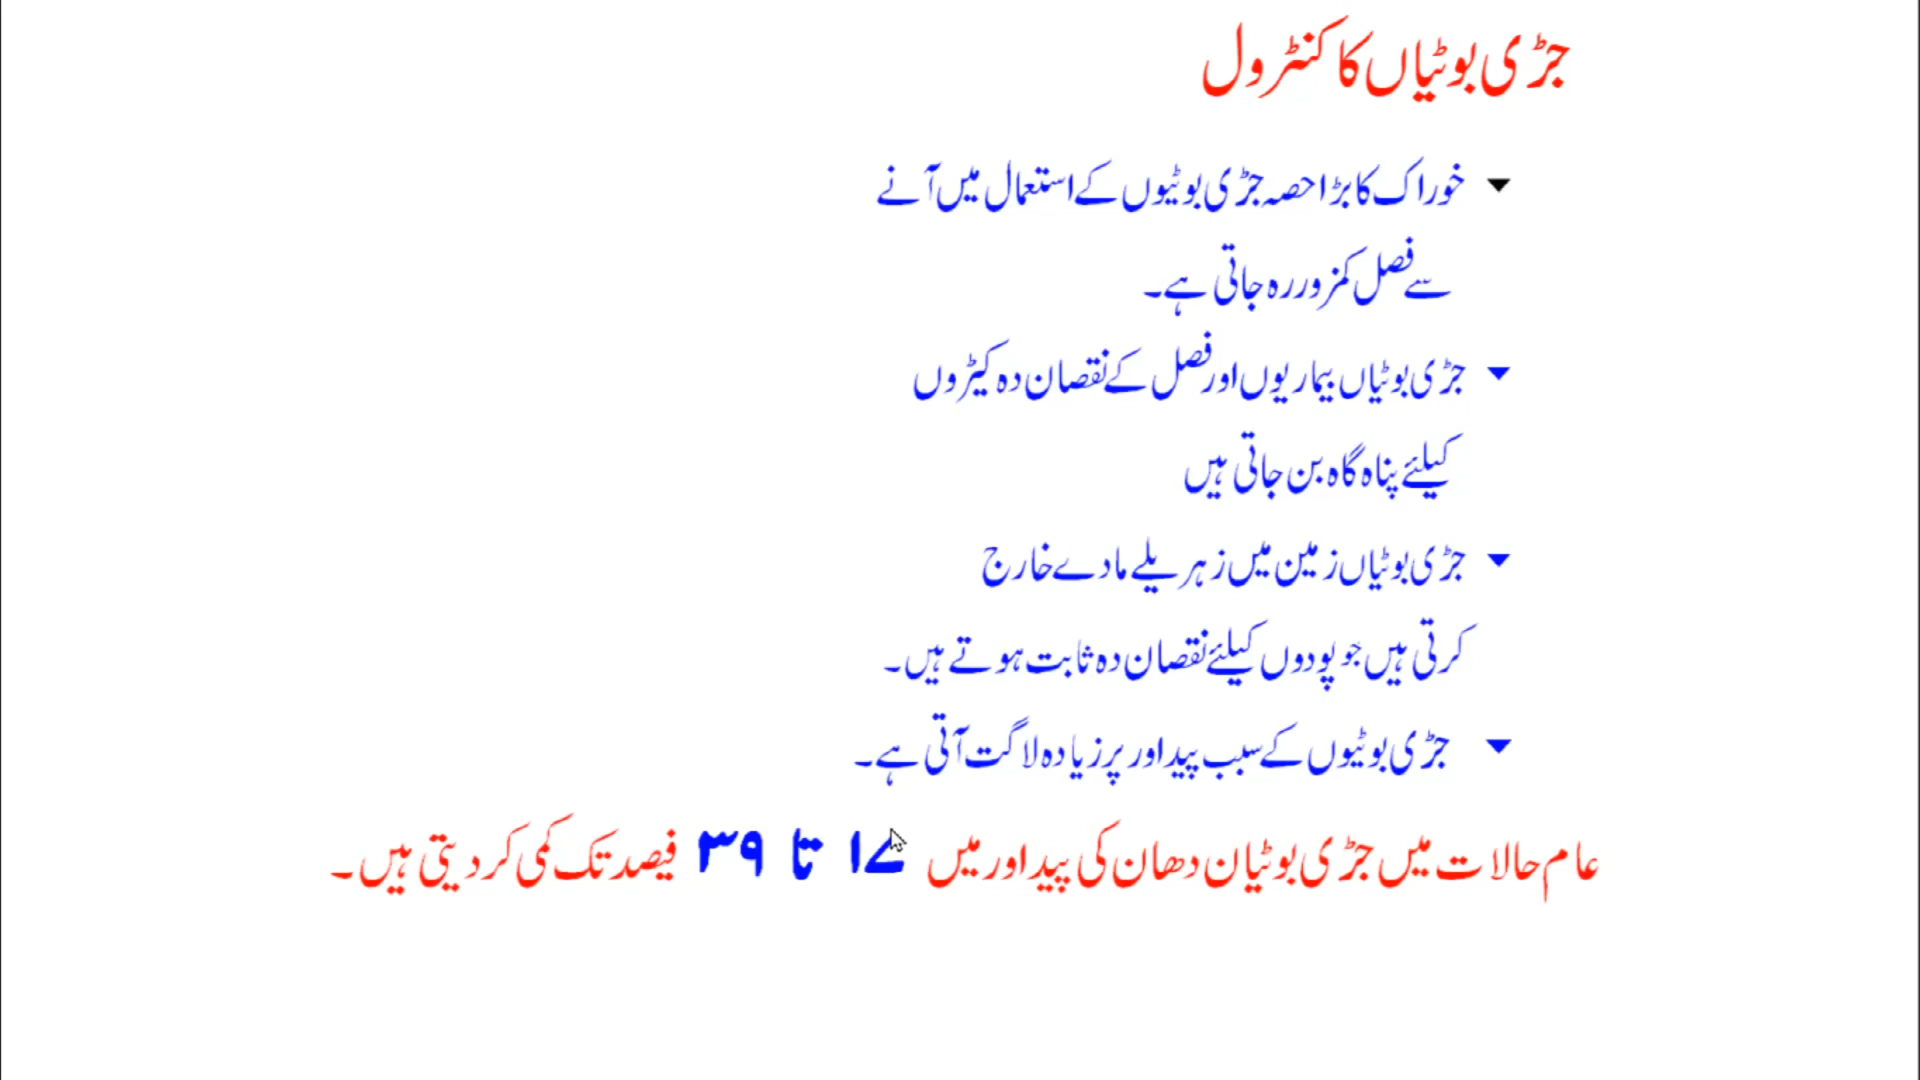 جڑی بوٹیاں کا کنٹرول
خوراک کا بڑا حصہ جڑی بوٹیوں کے استعمال میں آنے
سے فصل کمزور رہ جاتی ہے۔
جڑی بوٹیاں بیماریوں اور فصل کے نقصان دہ کیڑوں
کیلئے پناہ گاہ بن جاتی ہیں
جڑی بوٹیاں زمین میں زہریلے مادے خارج
کرتی ہیں جو پودوں کیلئے نقصان دہ ثابت ہوتے ہیں۔
جڑی بوٹیوں کے سبب پیداور پر زیادہ لاگت آتی ہے۔
عام حالات میں جڑی بوٹیان دھان کی پیداور میں ۱۷ تا ۳۹ فیصد تک کمی کر دیتی ہیں۔